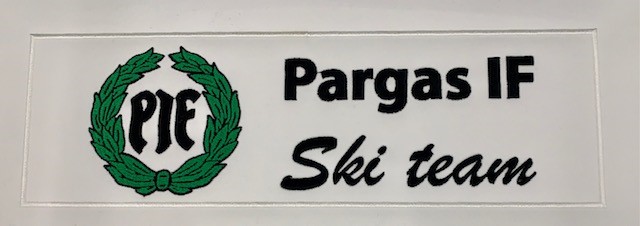 PIF
Pargas IF
Ski team